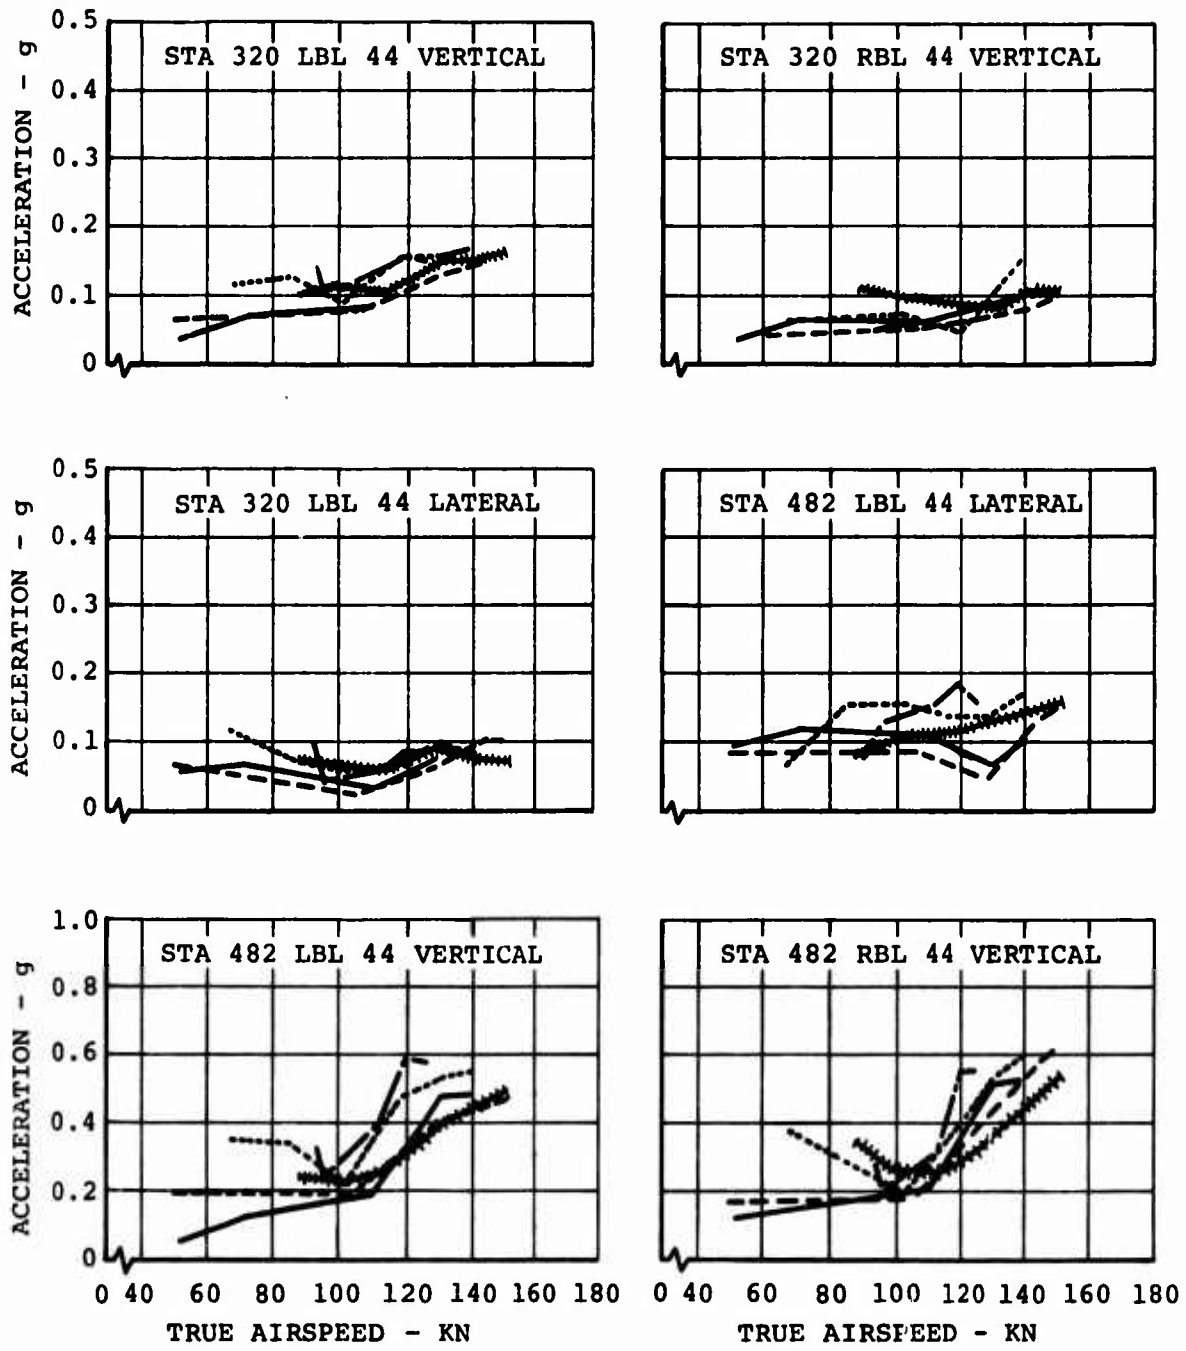 0.5
0.4
0.3
0.2
0.1
0
ACCELERATION - g
STA 320 LBL 44 VERTICAL
STA 320 RBL 44 VERTICAL
0.5
0.4
0.3
0.2
0.1
0
ACCELERATION - g
STA 320 LBL 44 LATERAL
STA 482 LBL 44 LATERAL
1.0
0.8
0.6
0.4
0.2
0
ACCELERATION - g
STA 482 LBL 44 VERTICAL
STA 482 RBL 44 VERTICAL
0 40 60 80 100 120 140 160 180
0 40 60 80 100 120 140 160 180
TRUE AIRSPEED - KN
TRUE AIRSPEED - KN